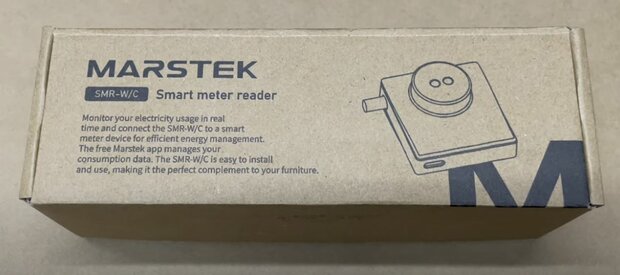 MARSTEK
SMR-W/C Smart meter reader
Monitor your electricity usage in real
time and connect the SMR-W/C to a smart
meter device for efficient energy management.
The free Marstek app manages your
consumption data. The SMR-W/C is easy to install
and use, making it the perfect complement to your furniture.
M